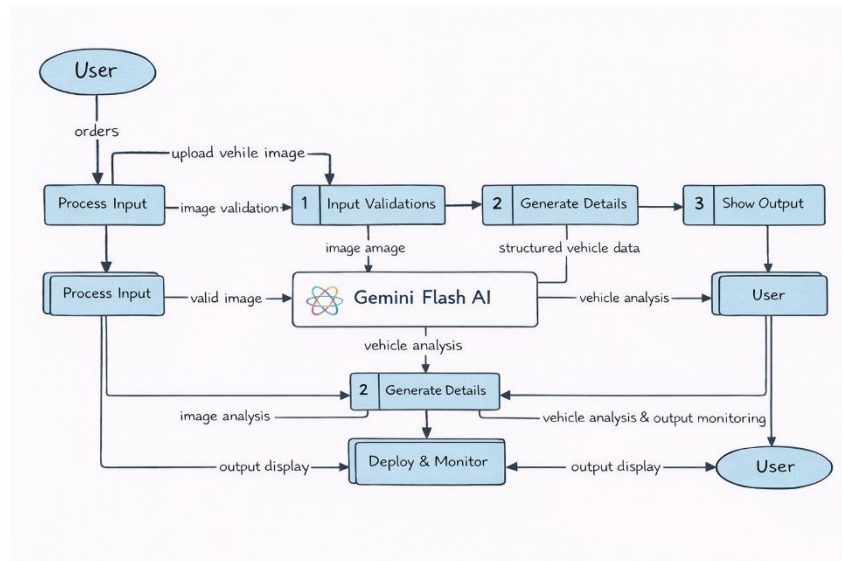 User
orders
upload vehile image
Process Input
image validation
1 Input Validations
2 Generate Details
3 Show Output
image amage
structured vehicle data
Process Input
valid image
Gemini Flash AI
vehicle analysis
User
vehicle analysis
2 Generate Details
image analysis
vehicle analysis & output monitoring
output display
Deploy & Monitor
output display
User